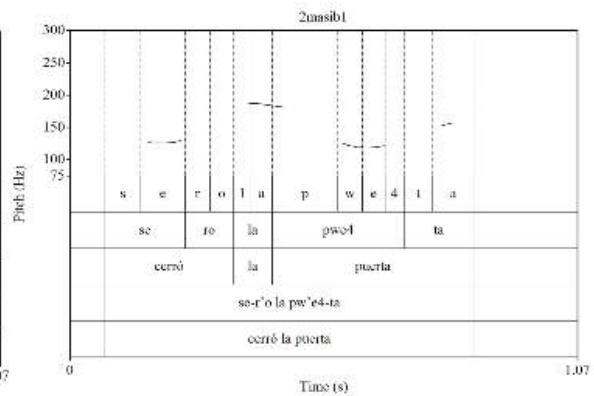 2masib1
300
250
200
150
100
75
Pitch (Hz)
s e r o l a p w e 4 t a
se ro la pwe4 ta
cerró la puerta
se-r'o la pw'e4-ta
cerró la puerta
0 1.07
Time (s)